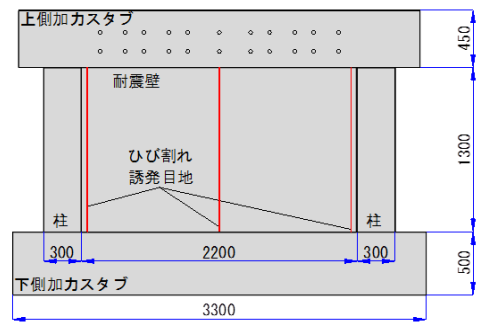 上側加力スタブ
450
耐震壁
1300
ひび割れ
誘発目地
柱
柱
300
2200
300
500
下側加力スタブ
3300